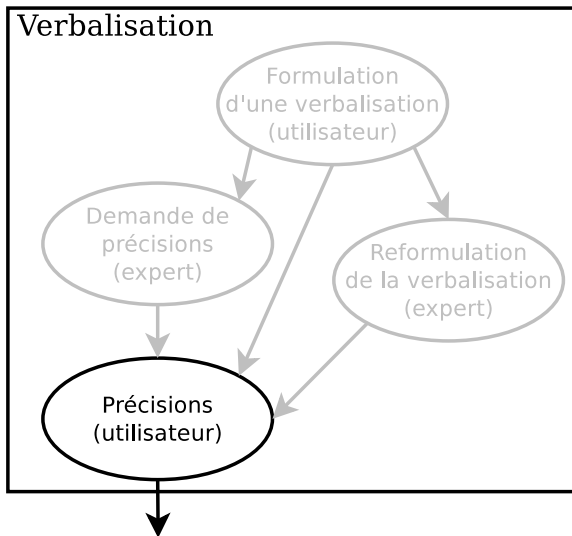 Verbalisation
Formulation
d'une verbalisation
(utilisateur)
Demande de
précisions
(expert)
Reformulation
de la verbalisation
(expert)
Précisions
(utilisateur)